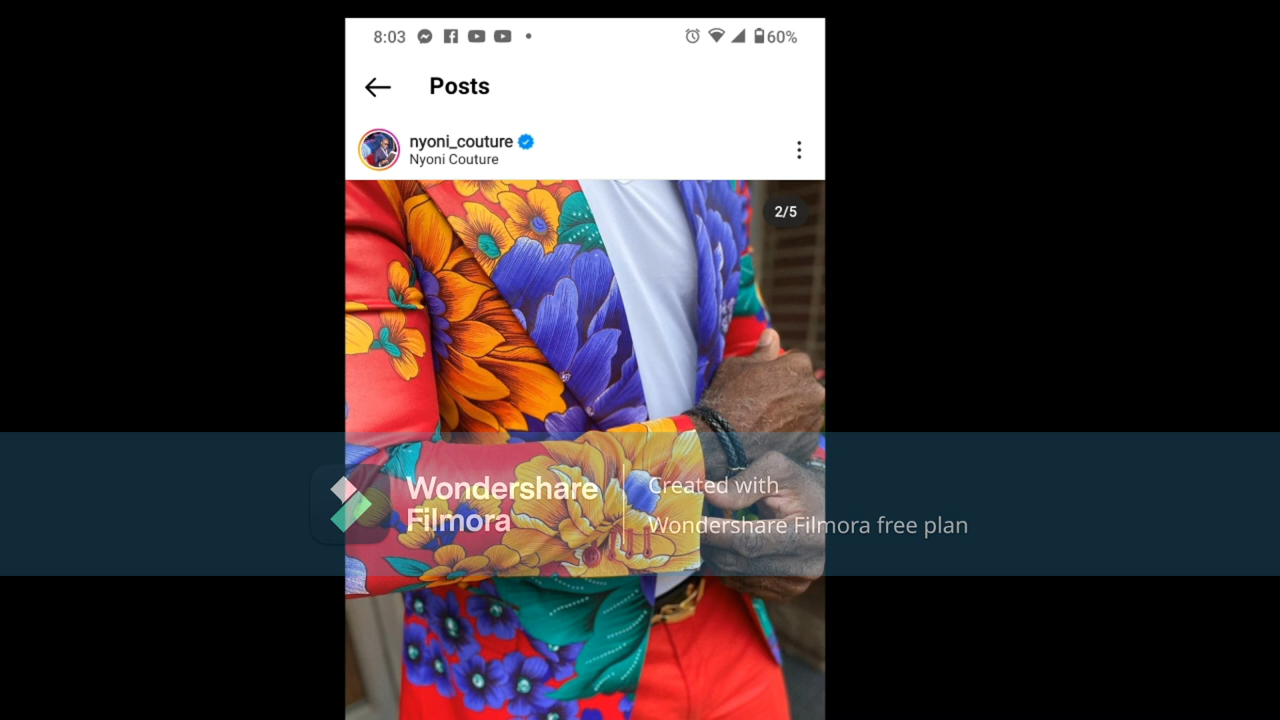 8:03
60%
Posts
nyoni_couture
Nyoni Couture
2/5
Wondershare
Filmora
Created with
Wondershare Filmora free plan